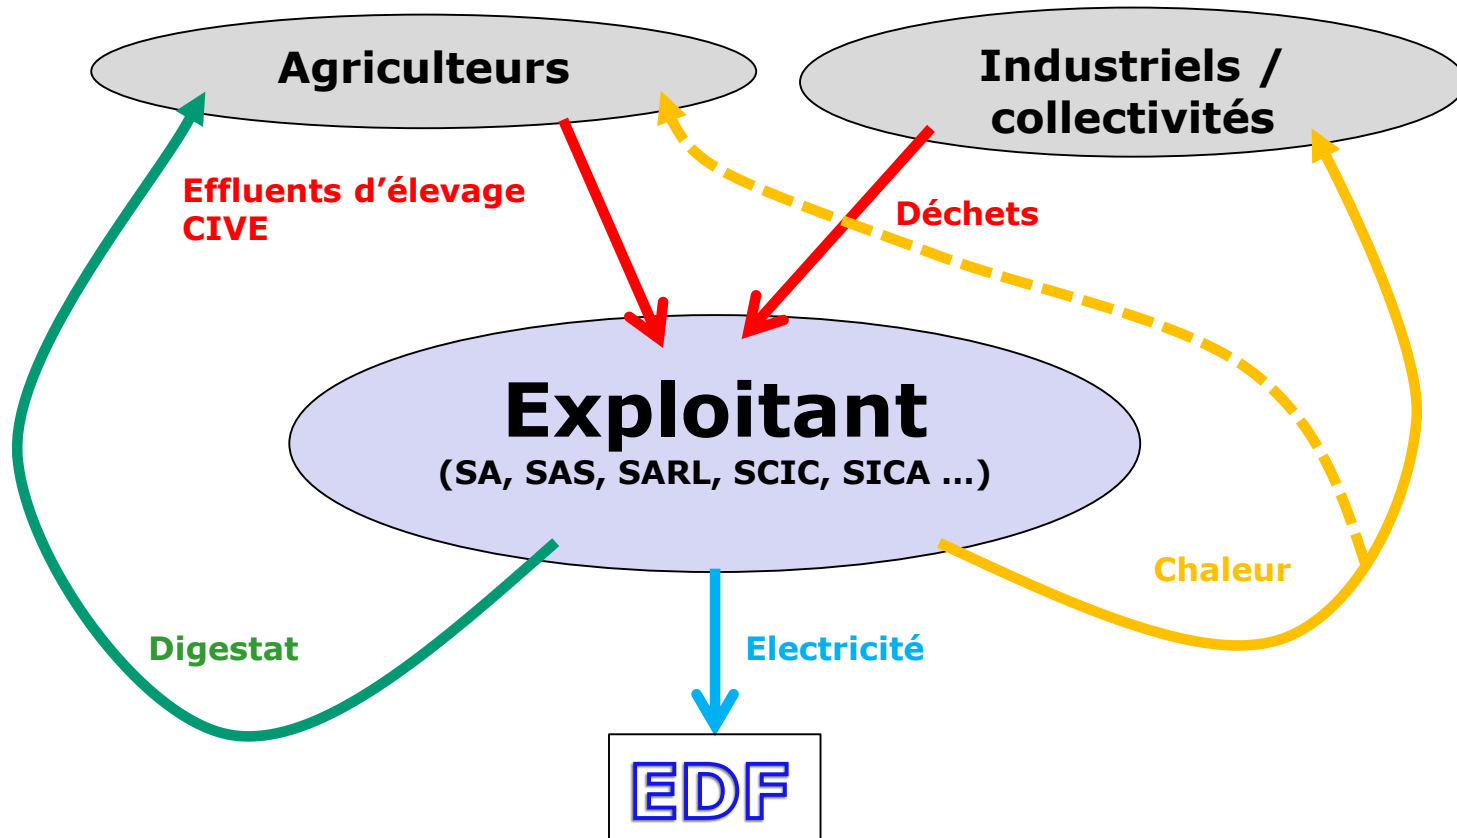 Agriculteurs
Industriels /
collectivités
Effluents d’élevage
CIVE
Déchets
Exploitant
(SA, SAS, SARL, SCIC, SICA …)
Chaleur
Digestat
Electricité
EDF